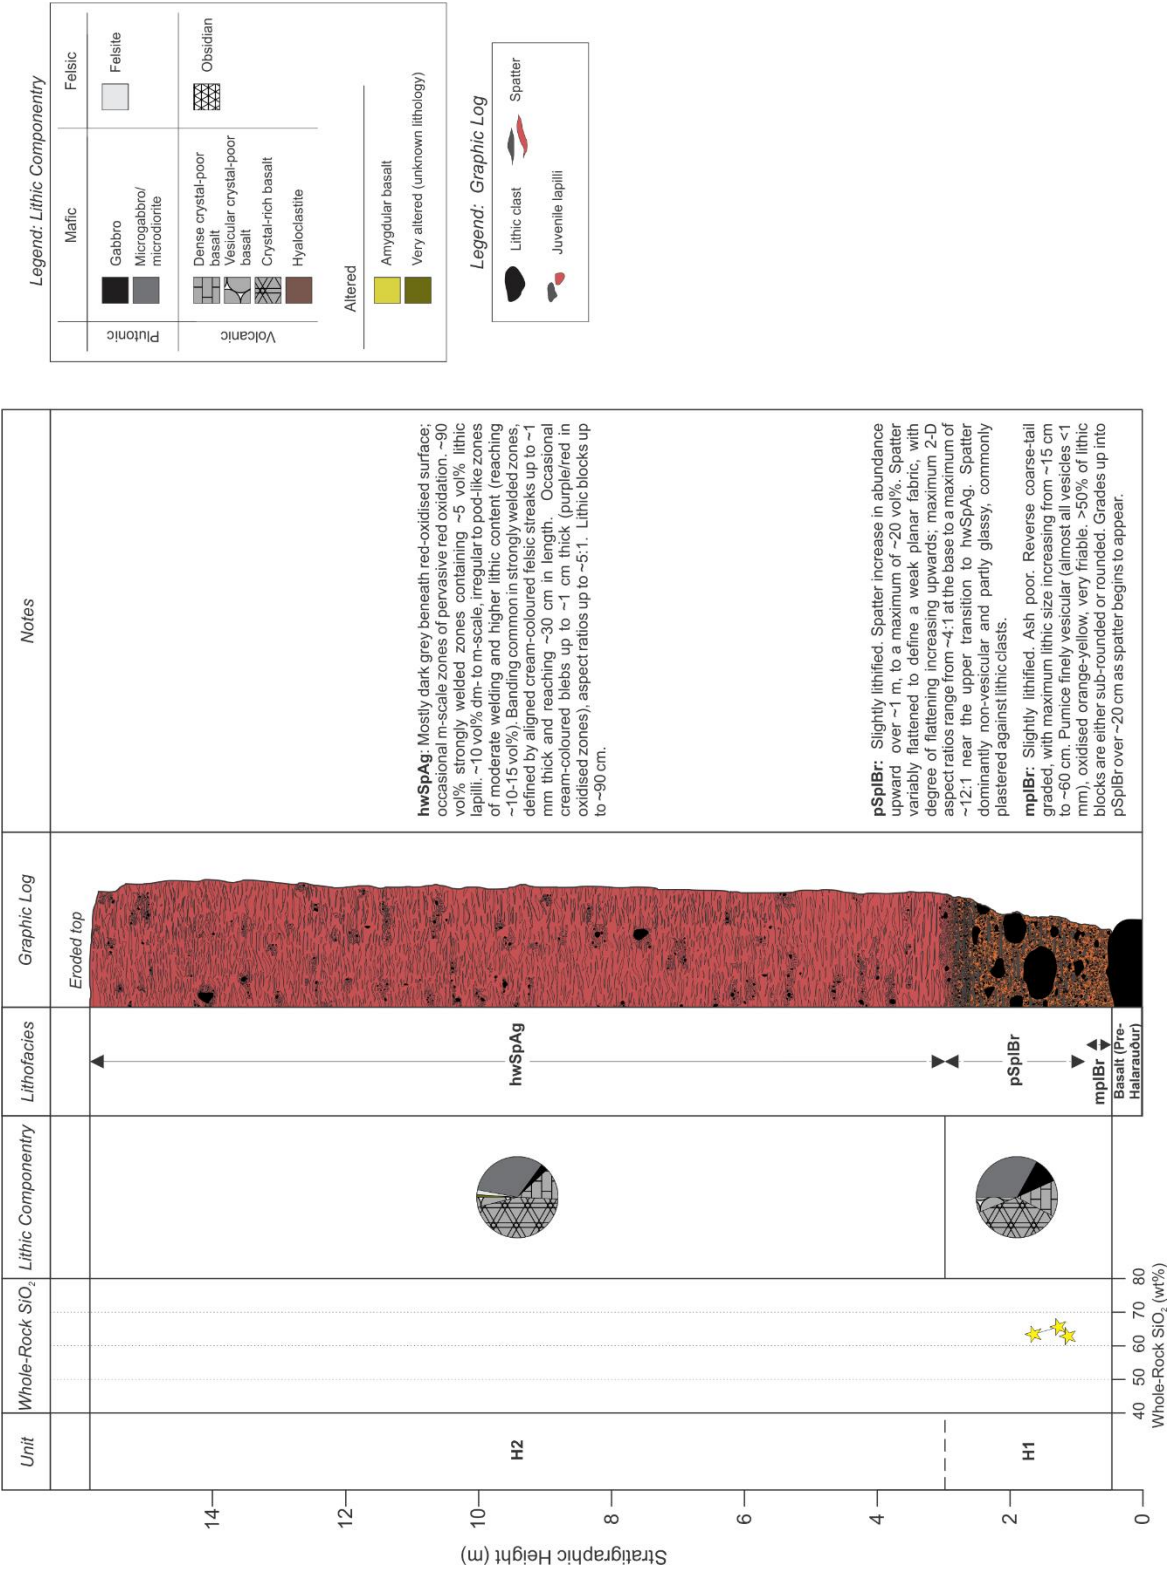 Unit
Whole-Rock SiO₂
Lithic Componentry
Lithofacies
Graphic Log
Notes
Stratigraphic Height (m)
14
12
10
8
6
4
2
0
H2
H1
40
50
60
70
80
Whole-Rock SiO₂ (wt%)
hwSpAg
pSplBr
mplBr
Basalt (Pre-
Halarauður)
Eroded top
hwSpAg: Mostly dark grey beneath red-oxidised surface;
occasional m-scale zones of pervasive red oxidation. ~90
vol% strongly welded zones containing ~5 vol% lithic
lapilli. ~10 vol% dm- to m-scale, irregular to pod-like zones
of moderate welding and higher lithic content (reaching
~10-15 vol%). Banding common in strongly welded zones,
defined by aligned cream-coloured felsic streaks up to ~1
mm thick and reaching ~30 cm in length. Occasional
cream-coloured blebs up to ~1 cm thick (purple/red in
oxidised zones), aspect ratios up to ~5:1. Lithic blocks up
to ~90 cm.
pSplBr: Slightly lithified. Spatter increase in abundance
upward over ~1 m, to a maximum of ~20 vol%. Spatter
variably flattened to define a weak planar fabric, with
degree of flattening increasing upwards; maximum 2-D
aspect ratios range from ~4:1 at the base to a maximum of
~12:1 near the upper transition to hwSpAg. Spatter
dominantly non-vesicular and partly glassy, commonly
plastered against lithic clasts.
mplBr: Slightly lithified. Ash poor. Reverse coarse-tail
graded, with maximum lithic size increasing from ~15 cm
to ~60 cm. Pumice finely vesicular (almost all vesicles <1
mm), oxidised orange-yellow, very friable. >50% of lithic
blocks are either sub-rounded or rounded. Grades up into
pSplBr over ~20 cm as spatter begins to appear.
Legend: Lithic Componentry
Mafic
Felsic
Plutonic
Gabbro
Microgabbro/
microdiorite
Felsite
Volcanic
Dense crystal-poor
basalt
Vesicular crystal-poor
basalt
Crystal-rich basalt
Hyaloclastite
Obsidian
Altered
Amygdular basalt
Very altered (unknown lithology)
Legend: Graphic Log
Lithic clast
Spatter
Juvenile lapilli